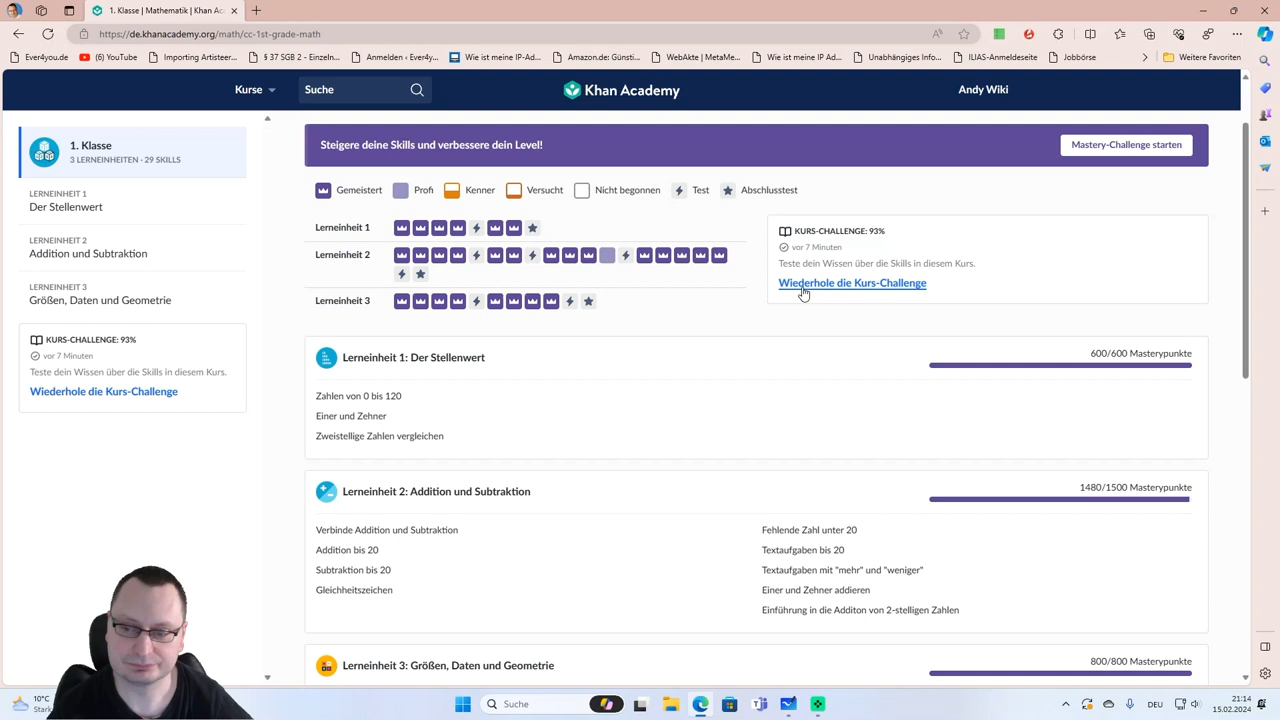 1. Klasse | Mathematik | Khan Ac
https://de.khanacademy.org/math/cc-1st-grade-math
Ever4you.de
(6) YouTube
Importing Artisteer...
§ 37 SGB 2 - Einzeln...
Anmelden - Ever4y...
Wie ist meine IP-Ad...
Amazon.de: Günsti...
WebAkte | MetaMe...
Wie ist meine IP Ad...
Unabhängiges Info...
ILIAS-Anmeldeseite
Jobbörse
Weitere Favoriten
Kurse
Suche
Khan Academy
Andy Wiki
1. Klasse
3 LERNEINHEITEN · 29 SKILLS
LERNEINHEIT 1
Der Stellenwert
LERNEINHEIT 2
Addition und Subtraktion
LERNEINHEIT 3
Größen, Daten und Geometrie
KURS-CHALLENGE: 93%
vor 7 Minuten
Teste dein Wissen über die Skills in diesem Kurs.
Wiederhole die Kurs-Challenge
Steigere deine Skills und verbessere dein Level!
Mastery-Challenge starten
Gemeistert
Profi
Kenner
Versucht
Nicht begonnen
Test
Abschlusstest
Lerneinheit 1
Lerneinheit 2
Lerneinheit 3
KURS-CHALLENGE: 93%
vor 7 Minuten
Teste dein Wissen über die Skills in diesem Kurs.
Wiederhole die Kurs-Challenge
Lerneinheit 1: Der Stellenwert
600/600 Masterypunkte
Zahlen von 0 bis 120
Einer und Zehner
Zweistellige Zahlen vergleichen
Lerneinheit 2: Addition und Subtraktion
1480/1500 Masterypunkte
Verbinde Addition und Subtraktion
Addition bis 20
Subtraktion bis 20
Gleichheitszeichen
Fehlende Zahl unter 20
Textaufgaben bis 20
Textaufgaben mit "mehr" und "weniger"
Einer und Zehner addieren
Einführung in die Additon von 2-stelligen Zahlen
Lerneinheit 3: Größen, Daten und Geometrie
800/800 Masterypunkte
10°C
Suche
DEU
21:14
15.02.2024